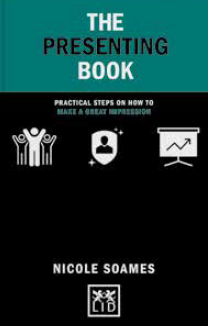 THE
PRESENTING
BOOK
PRACTICAL STEPS ON HOW TO
MAKE A GREAT IMPRESSION
NICOLE SOAMES
LID